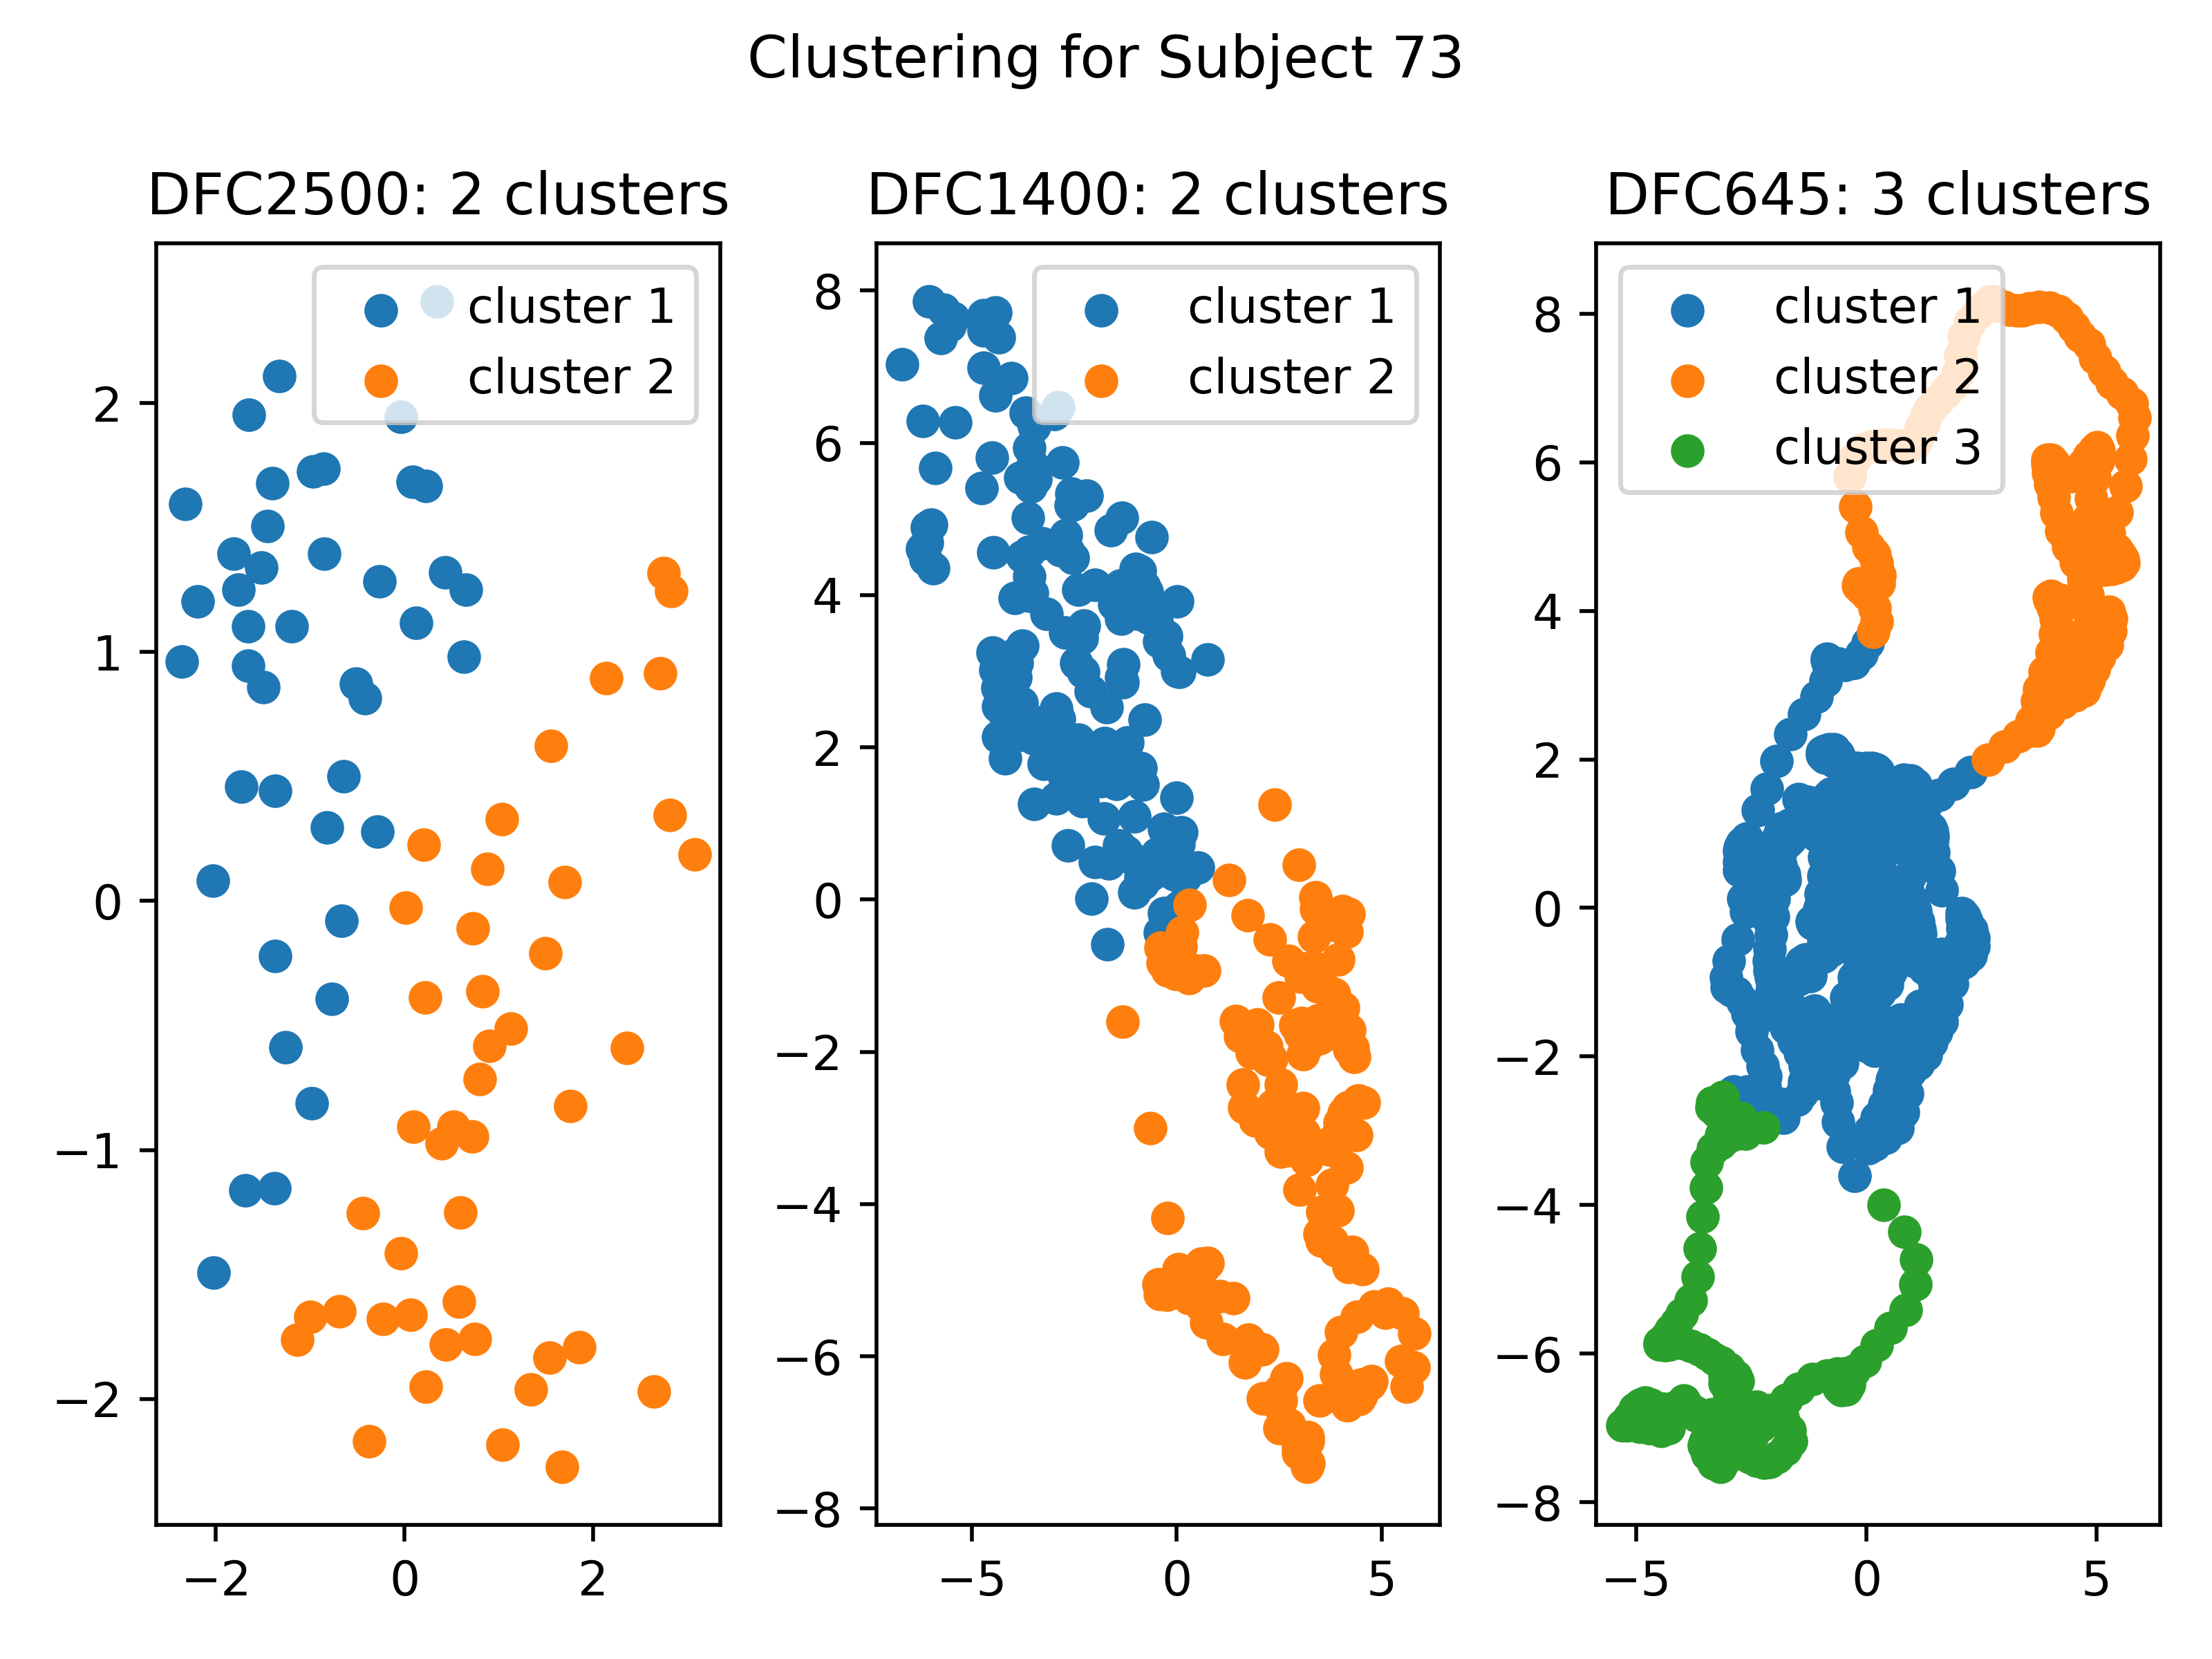 Clustering for Subject 73
DFC2500: 2 clusters
cluster 1
cluster 2
2
1
0
−1
−2
−2
0
2
DFC1400: 2 clusters
cluster 1
cluster 2
8
6
4
2
0
−2
−4
−6
−8
−5
0
5
DFC645: 3 clusters
cluster 1
cluster 2
cluster 3
8
6
4
2
0
−2
−4
−6
−8
−5
0
5